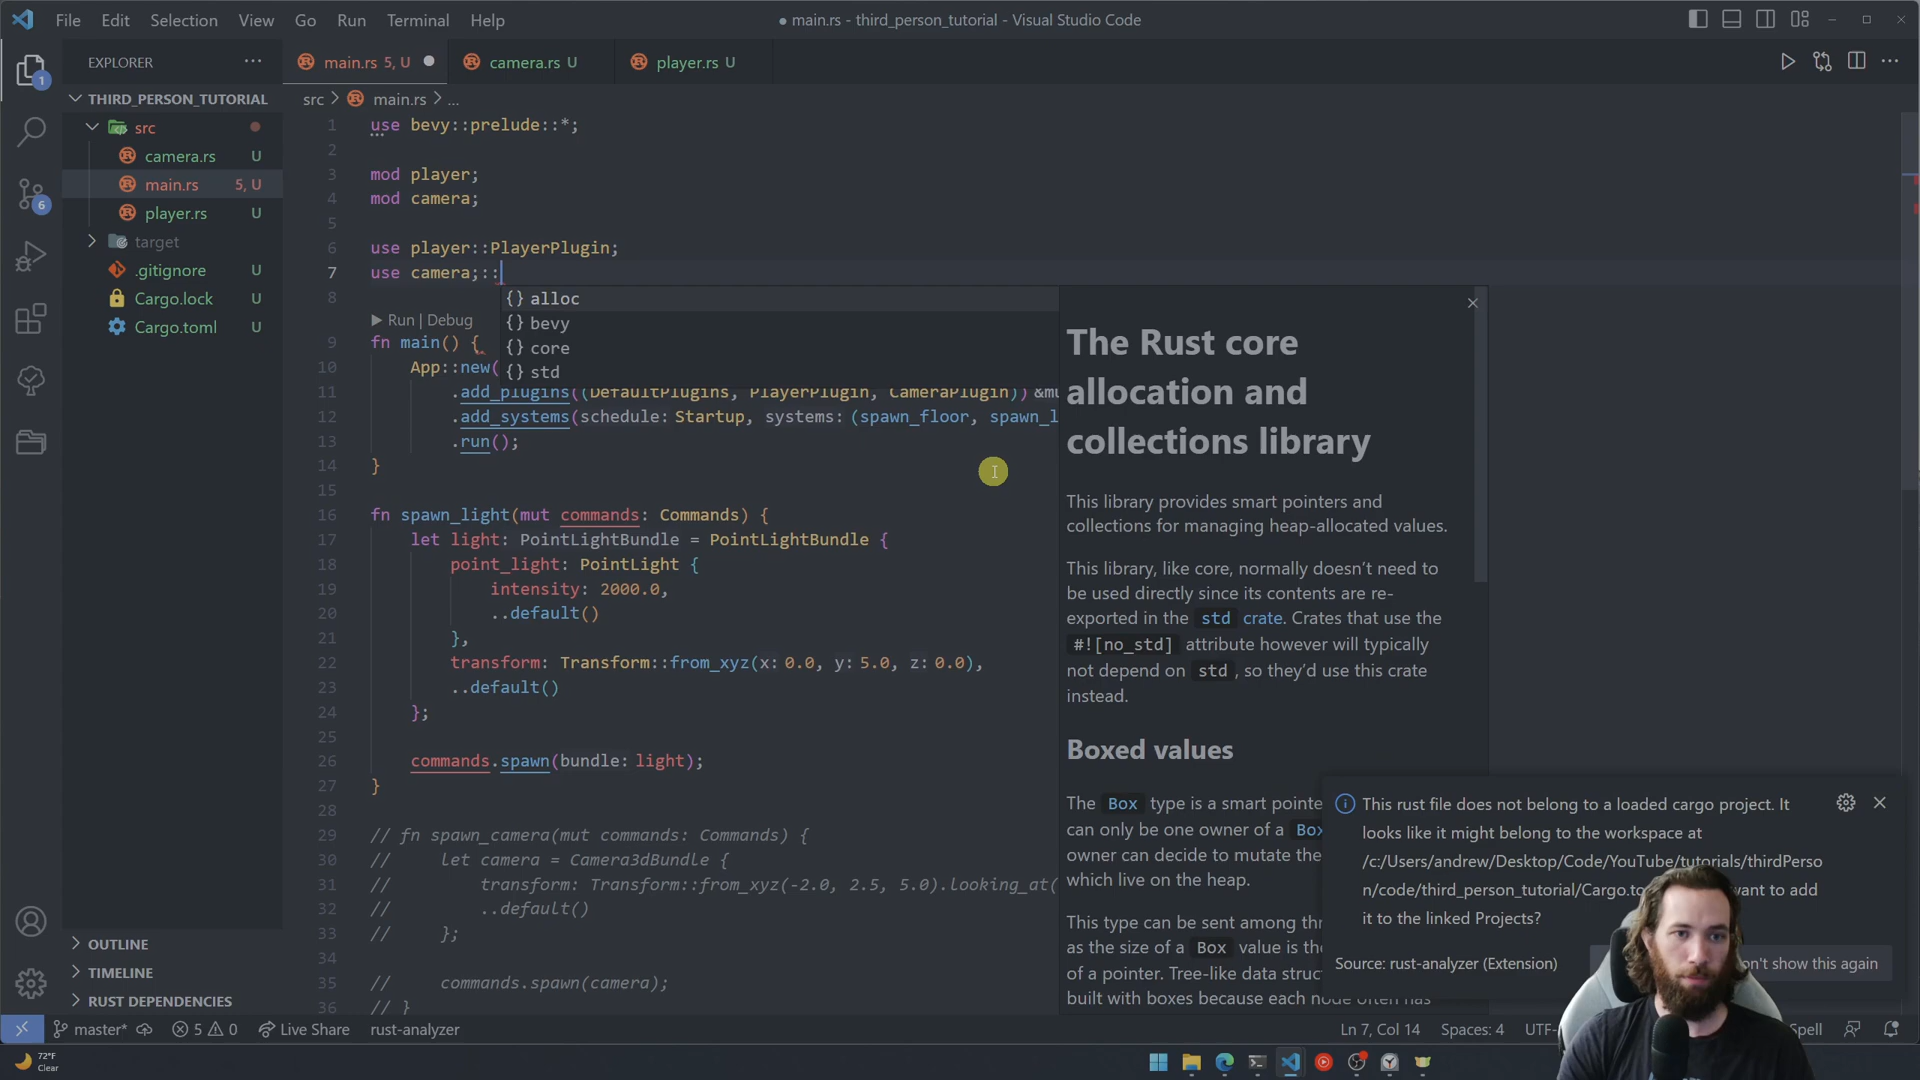 File Edit Selection View Go Run Terminal Help
● main.rs - third_person_tutorial - Visual Studio Code
EXPLORER ...
main.rs 5, U ●
camera.rs U
player.rs U
THIRD_PERSON_TUTORIAL
src
camera.rs U
main.rs 5, U
player.rs U
target
.gitignore U
Cargo.lock U
Cargo.toml U
OUTLINE
TIMELINE
RUST DEPENDENCIES
1
6
src > main.rs > ...
1 use bevy::prelude::*;
2
3 mod player;
4 mod camera;
5
6 use player::PlayerPlugin;
7 use camera;::
8
{} alloc
{} bevy
{} core
{} std
Run | Debug
9 fn main() {
10 App::new(
11 .add_plugins((DefaultPlugins, PlayerPlugin, CameraPlugin)) &mu
12 .add_systems(schedule: Startup, systems: (spawn_floor, spawn_l
13 .run();
14 }
15
16 fn spawn_light(mut commands: Commands) {
17 let light: PointLightBundle = PointLightBundle {
18 point_light: PointLight {
19 intensity: 2000.0,
20 ..default()
21 },
22 transform: Transform::from_xyz(x: 0.0, y: 5.0, z: 0.0),
23 ..default()
24 };
25
26 commands.spawn(bundle: light);
27 }
28
29 // fn spawn_camera(mut commands: Commands) {
30 // let camera = Camera3dBundle {
31 // transform: Transform::from_xyz(-2.0, 2.5, 5.0).looking_at(
32 // ..default()
33 // };
34
35 // commands.spawn(camera);
36 // }
The Rust core
allocation and
collections library
This library provides smart pointers and
collections for managing heap-allocated values.
This library, like core, normally doesn't need to
be used directly since its contents are re-
exported in the std crate. Crates that use the
#![no_std] attribute however will typically
not depend on std, so they'd use this crate
instead.
Boxed values
The Box type is a smart pointe
can only be one owner of a Box
owner can decide to mutate the
which live on the heap.
This type can be sent among thr
as the size of a Box value is the
of a pointer. Tree-like data struct
built with boxes because each node often has
This rust file does not belong to a loaded cargo project. It
looks like it might belong to the workspace at
/c:/Users/andrew/Desktop/Code/YouTube/tutorials/thirdPerso
n/code/third_person_tutorial/Cargo.to want to add
it to the linked Projects?
Source: rust-analyzer (Extension)
on't show this again
master* 5 0 Live Share rust-analyzer
Ln 7, Col 14 Spaces: 4 UTF- Spell
72°F
Clear